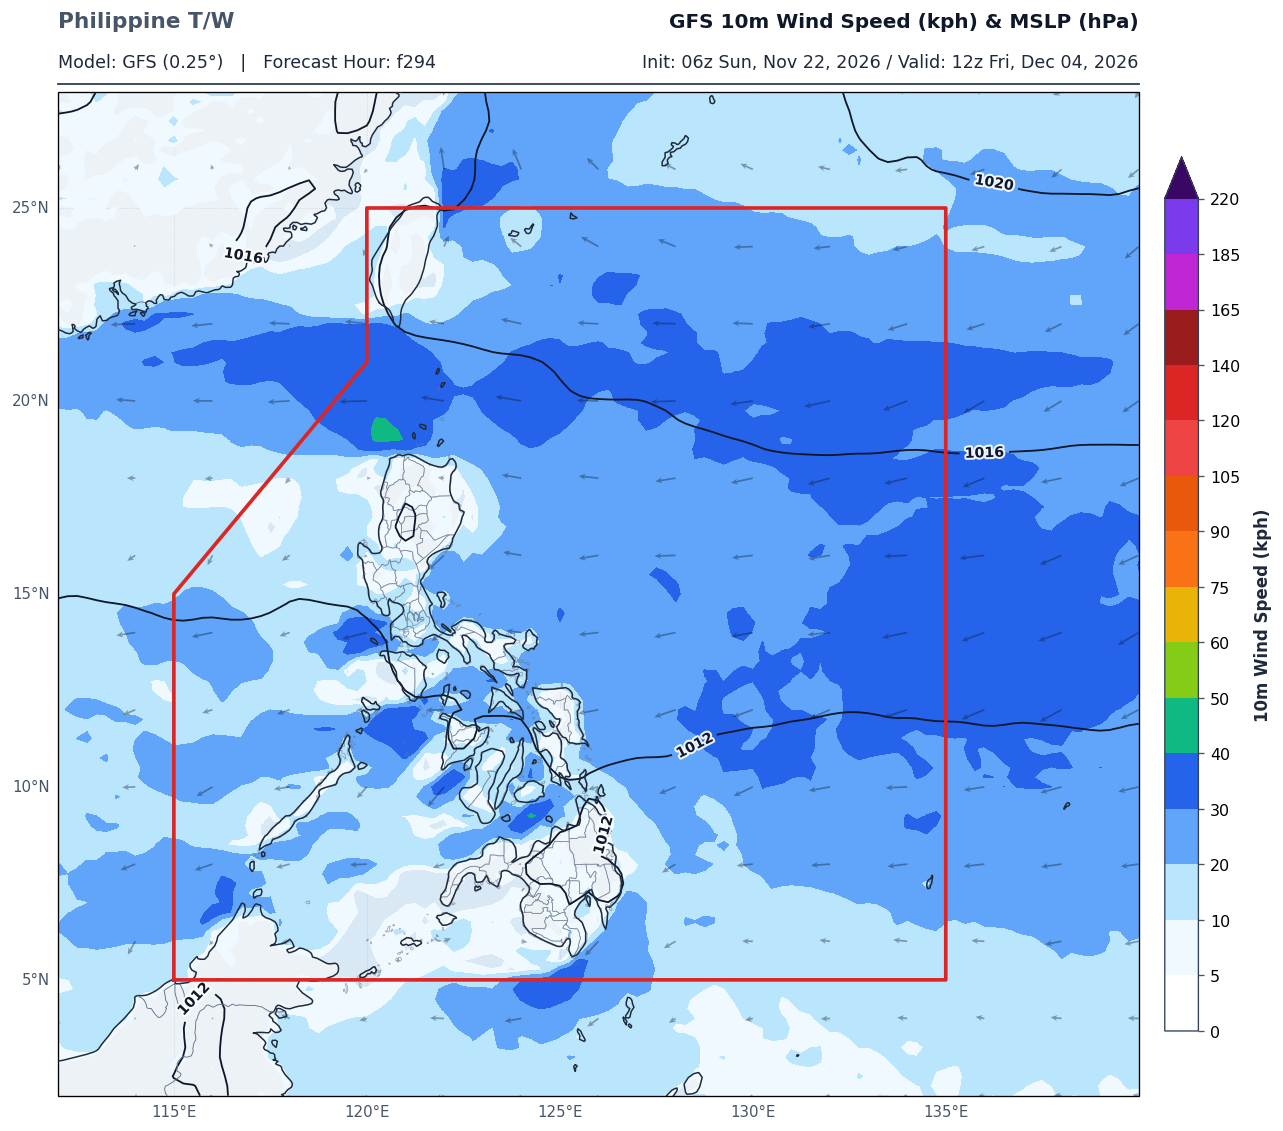 Philippine T/W
GFS 10m Wind Speed (kph) & MSLP (hPa)
Model: GFS (0.25°)   |   Forecast Hour: f294
Init: 06z Sun, Nov 22, 2026 / Valid: 12z Fri, Dec 04, 2026
25°N
20°N
15°N
10°N
5°N
115°E
120°E
125°E
130°E
135°E
1020
1016
1016
1012
1012
1012
220
185
165
140
120
105
90
75
60
50
40
30
20
10
5
0
10m Wind Speed (kph)